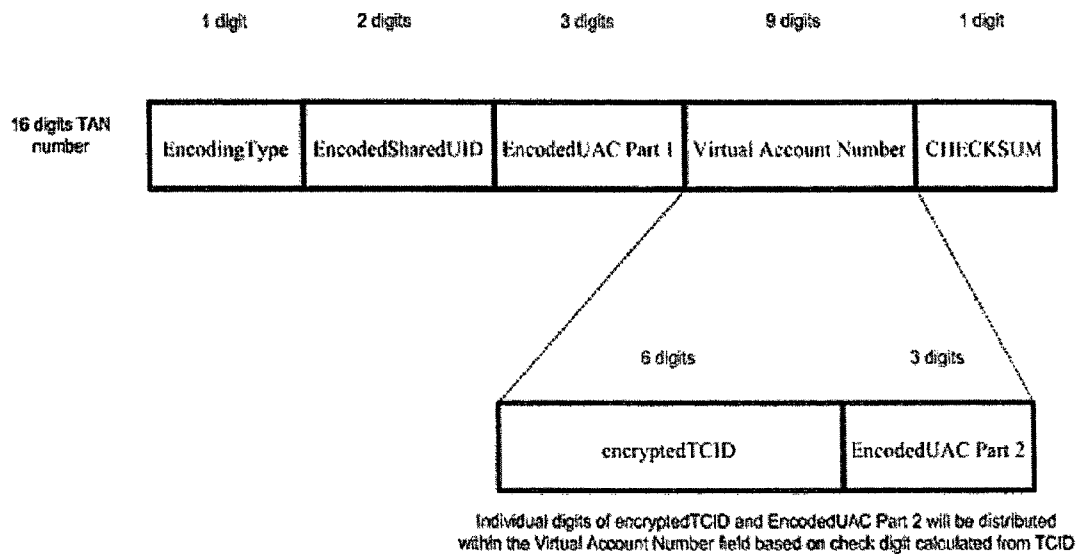 1 digit 2 digits 3 digits 9 digits 1 digit
16 digits TAN
number
EncodingType EncodedSharedUID EncodedUAC Part 1 Virtual Account Number CHECKSUM
6 digits 3 digits
encryptedTCID EncodedUAC Part 2
Individual digits of encryptedTCID and EncodedUAC Part 2 will be distributed
within the Virtual Account Number field based on check digit calculated from TCID